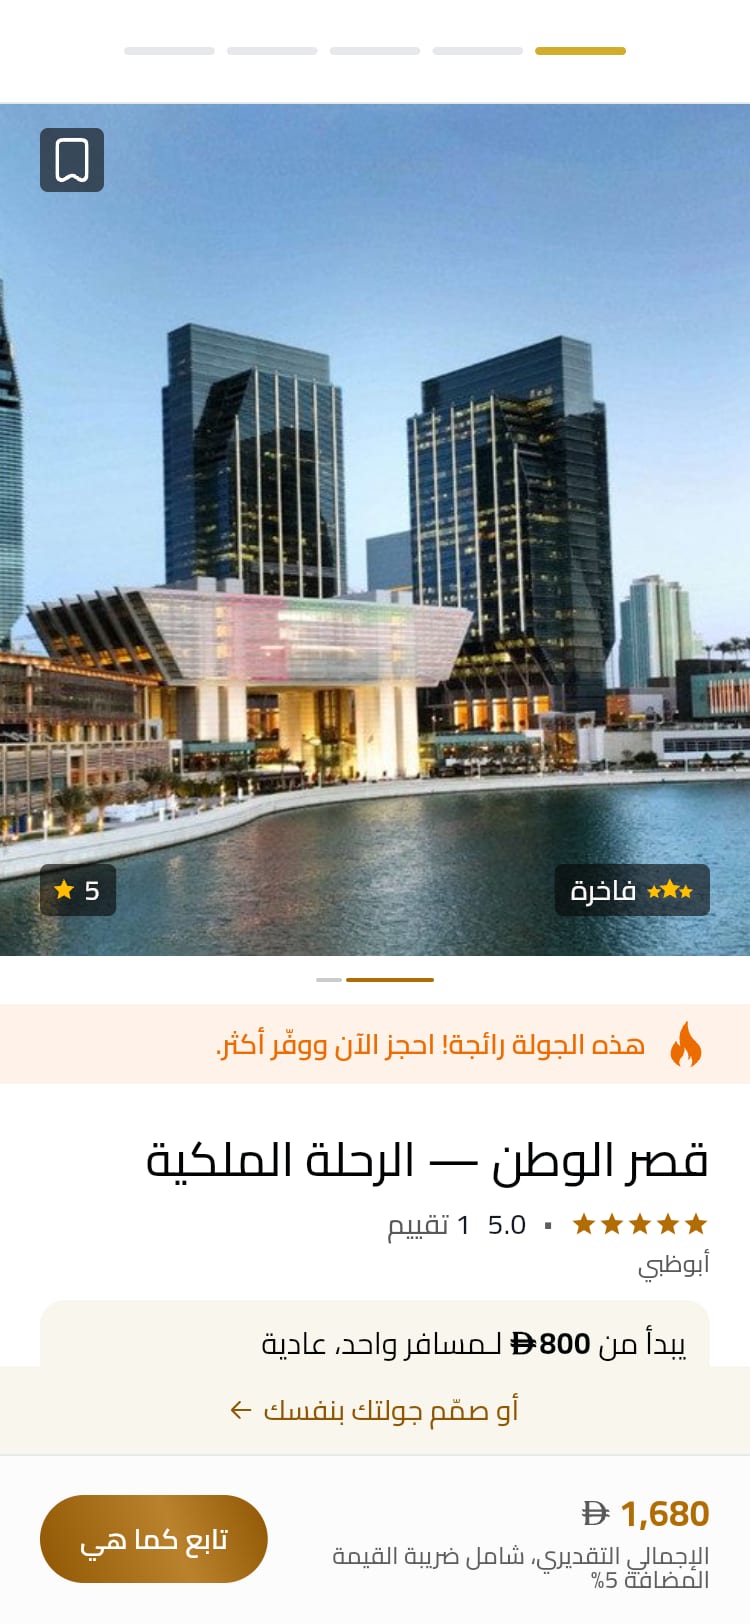 فاخرة
5
هذه الجولة رائجة! احجز الآن ووفّر أكثر.
قصر الوطن — الرحلة الملكية
5.0 1 تقييم
أبوظبي
يبدأ من 800 لـمسافر واحد، عادية
أو صمّم جولتك بنفسك ←
1,680
الإجمالي التقديري، شامل ضريبة القيمة
المضافة 5%
تابع كما هي